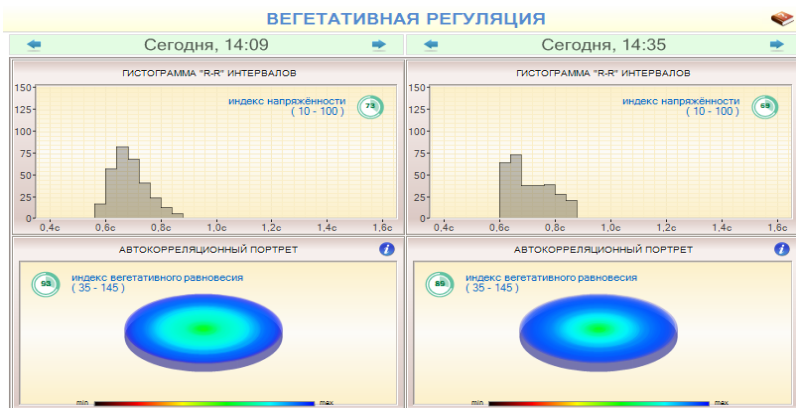 ВЕГЕТАТИВНАЯ РЕГУЛЯЦИЯ
Сегодня, 14:09
Сегодня, 14:35
ГИСТОГРАММА "R-R" ИНТЕРВАЛОВ
150
125
100
75
50
25
0
индекс напряжённости
( 10 - 100 )
73
0,4с 0,6с 0,8с 1,0с 1,2с 1,4с 1,6с
ГИСТОГРАММА "R-R" ИНТЕРВАЛОВ
150
125
100
75
50
25
0
индекс напряжённости
( 10 - 100 )
69
0,4с 0,6с 0,8с 1,0с 1,2с 1,4с 1,6с
АВТОКОРРЕЛЯЦИОННЫЙ ПОРТРЕТ
i
индекс вегетативного равновесия
( 35 - 145 )
min max
АВТОКОРРЕЛЯЦИОННЫЙ ПОРТРЕТ
i
индекс вегетативного равновесия
( 35 - 145 )
min max